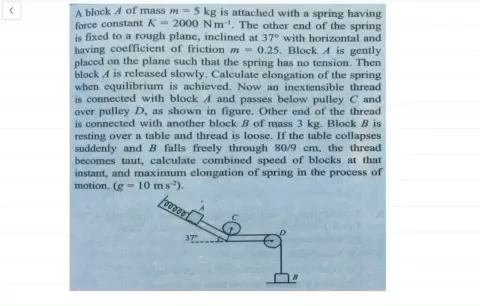 A block A of mass m = 5 kg is attached with a spring having
force constant K = 2000 N m⁻¹. The other end of the spring
is fixed to a rough plane, inclined at 37° with horizontal and
having coefficient of friction m = 0.25. Block A is gently
placed on the plane such that the spring has no tension. Then
block A is released slowly. Calculate elongation of the spring
when equilibrium is achieved. Now an inextensible thread
is connected with block A and passes below pulley C and
over pulley D, as shown in figure. Other end of the thread
is connected with another block B of mass 3 kg. Block B is
resting over a table and thread is loose. If the table collapses
suddenly and B falls freely through 80/9 cm, the thread
becomes taut, calculate combined speed of blocks at that
instant, and maximum elongation of spring in the process of
motion. (g = 10 m s⁻²).
A
C
D
37°
B